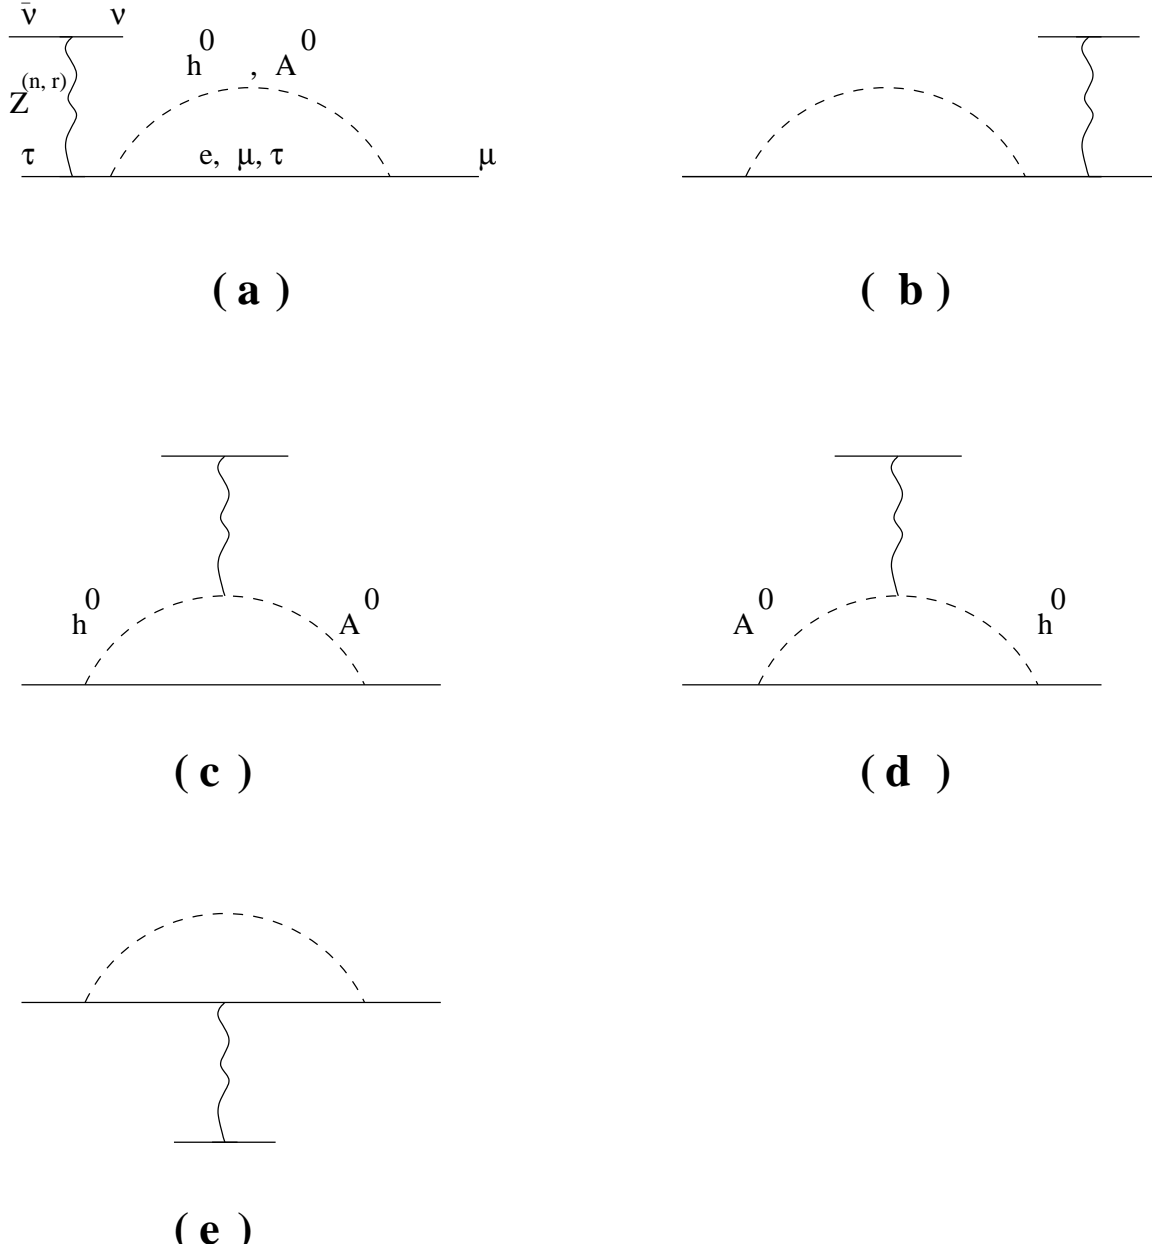 ν̄ ν
h⁰ , A⁰
Z⁽ⁿ, ʳ⁾
τ e, μ, τ μ
( a ) ( b )
h⁰ A⁰ A⁰ h⁰
( c ) ( d )
( e )